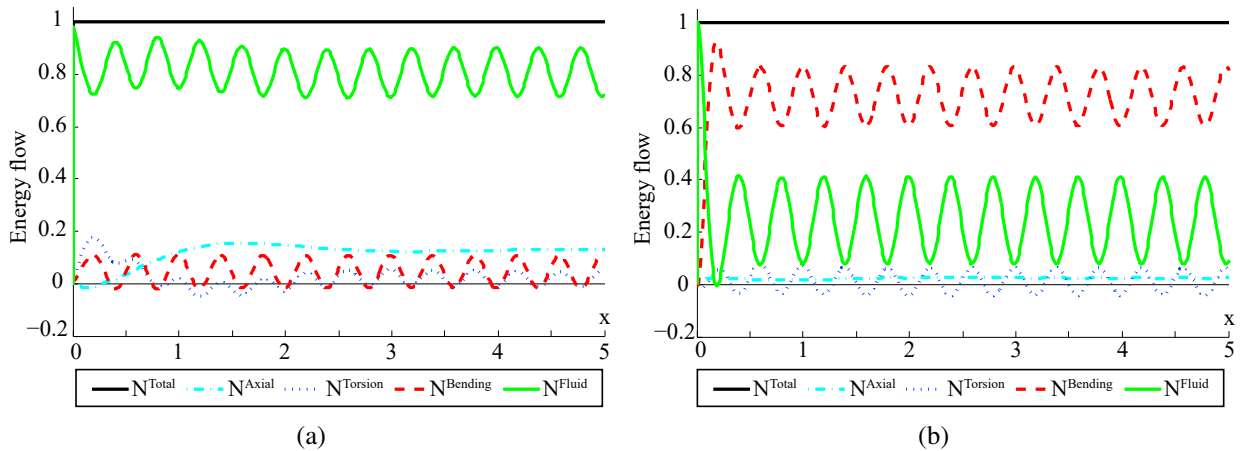 1
0.8
0.6
0.4
0.2
0
−0.2
Energy flow
x
0 1 2 3 4 5
N^Total N^Axial N^Torsion N^Bending N^Fluid
(a)
1
0.8
0.6
0.4
0.2
0
−0.2
Energy flow
x
0 1 2 3 4 5
N^Total N^Axial N^Torsion N^Bending N^Fluid
(b)